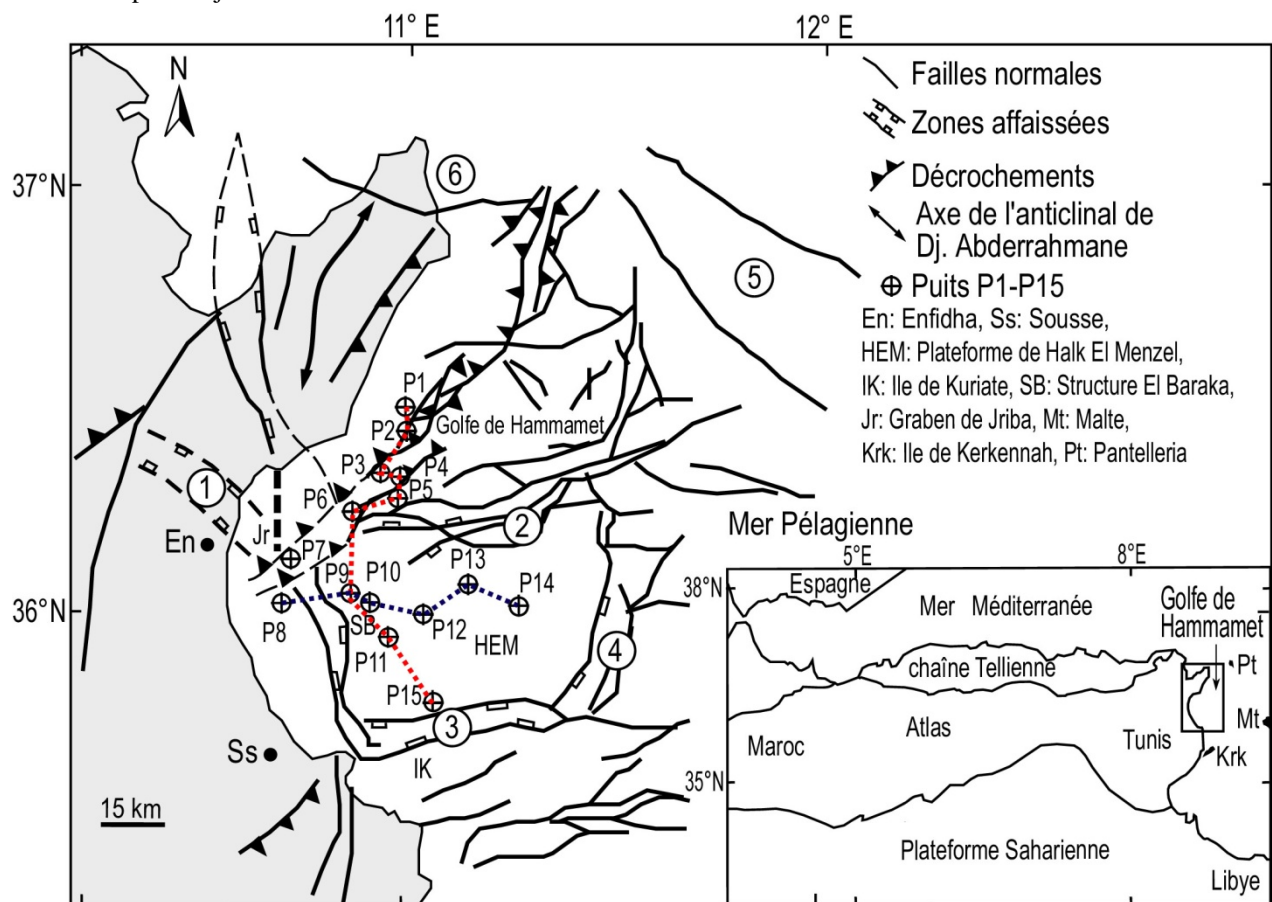 11° E
12° E
N
Failles normales
Zones affaissées
Décrochements
Axe de l'anticlinal de
Dj. Abderrahmane
Puits P1-P15
En: Enfidha, Ss: Sousse,
HEM: Plateforme de Halk El Menzel,
IK: Ile de Kuriate, SB: Structure El Baraka,
Jr: Graben de Jriba, Mt: Malte,
Krk: Ile de Kerkennah, Pt: Pantelleria
37°N
6
5
P1
P2
Golfe de Hammamet
P3
P4
P5
P6
1
Jr
En
P7
2
Mer Pélagienne
36°N
P8
P9
P10
P13
P14
SB
P12
HEM
P11
4
P15
3
Ss
IK
15 km
5°E
8°E
38°N
Espagne
Mer Méditerranée
Golfe de
Hammamet
Pt
chaîne Tellienne
Atlas
Tunis
Mt
Maroc
Krk
35°N
Plateforme Saharienne
Libye